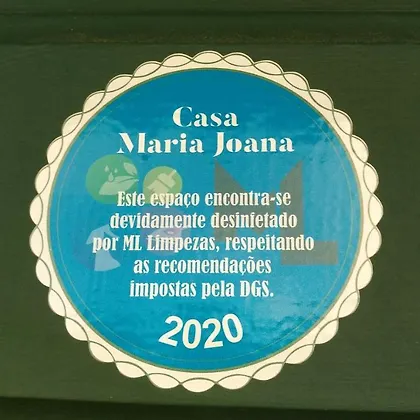 Casa
Maria Joana
Este espaço encontra-se
devidamente desinfetado
por ML Limpezas, respeitando
as recomendações
impostas pela DGS.
2020